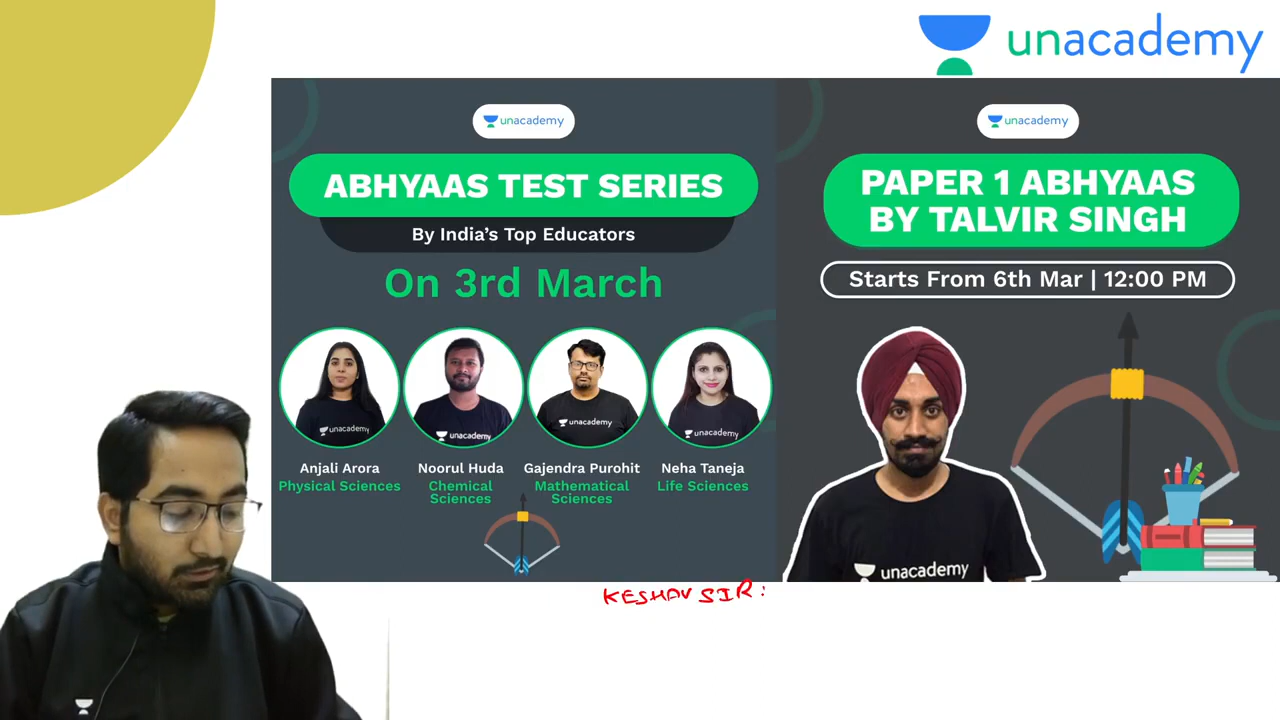 unacademy
unacademy
ABHYAAS TEST SERIES
By India's Top Educators
On 3rd March
unacademy
unacademy
unacademy
unacademy
Anjali Arora
Physical Sciences
Noorul Huda
Chemical
Sciences
Gajendra Purohit
Mathematical
Sciences
Neha Taneja
Life Sciences
unacademy
PAPER 1 ABHYAAS
BY TALVIR SINGH
Starts From 6th Mar | 12:00 PM
unacademy
KESHAV SIR: